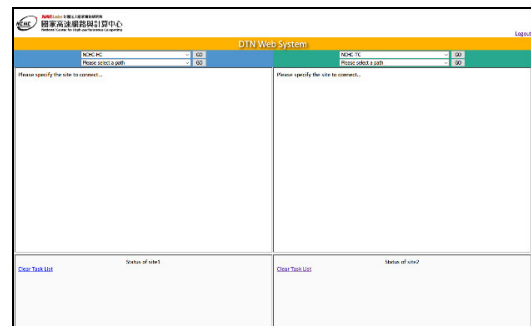 NCHC
國家高速網路與計算中心
National Center for High-performance Computing
Logout
DTN Web System
NCHC-HC GO
Please select a path GO
NCHC-TC GO
Please select a path GO
Please specify the site to connect...
Please specify the site to connect...
Status of site1
Clear Task List
Status of site2
Clear Task List